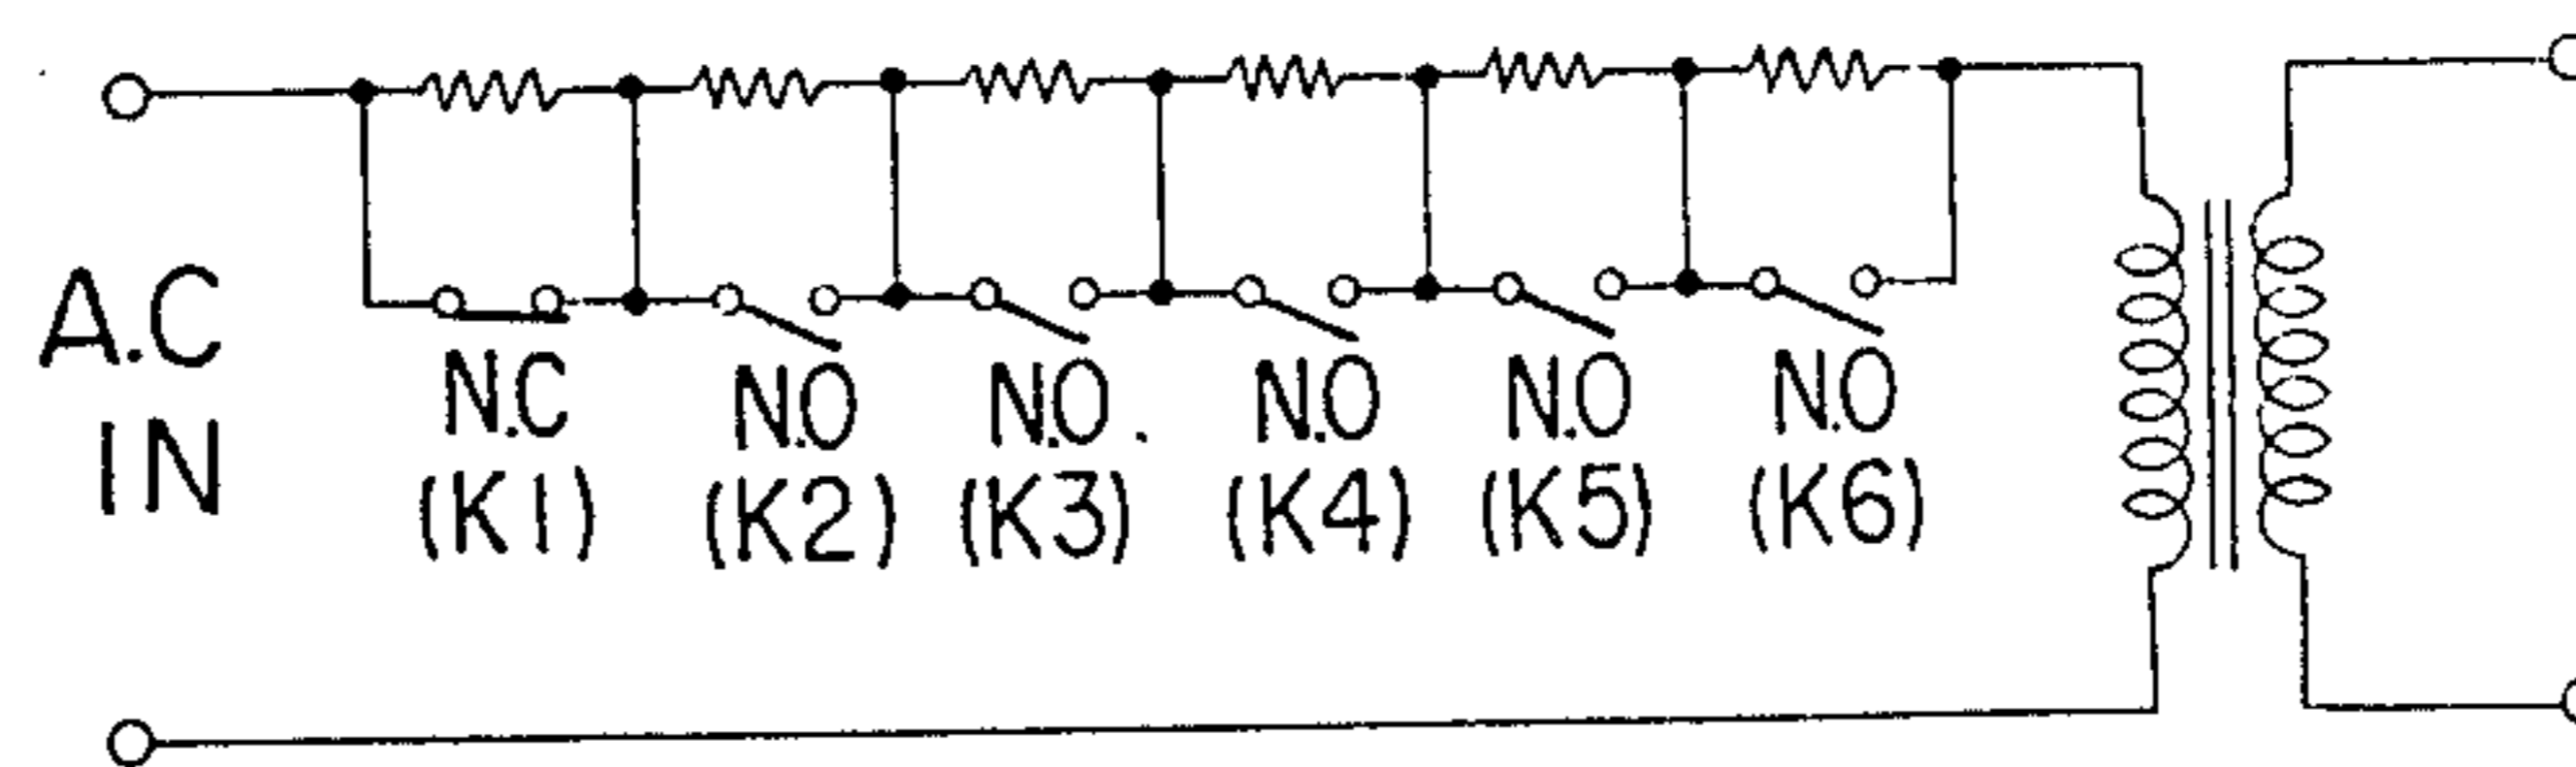 A.C
IN
N.C
(K1)
N.O
(K2)
N.O.
(K3)
N.O
(K4)
N.O
(K5)
N.O
(K6)